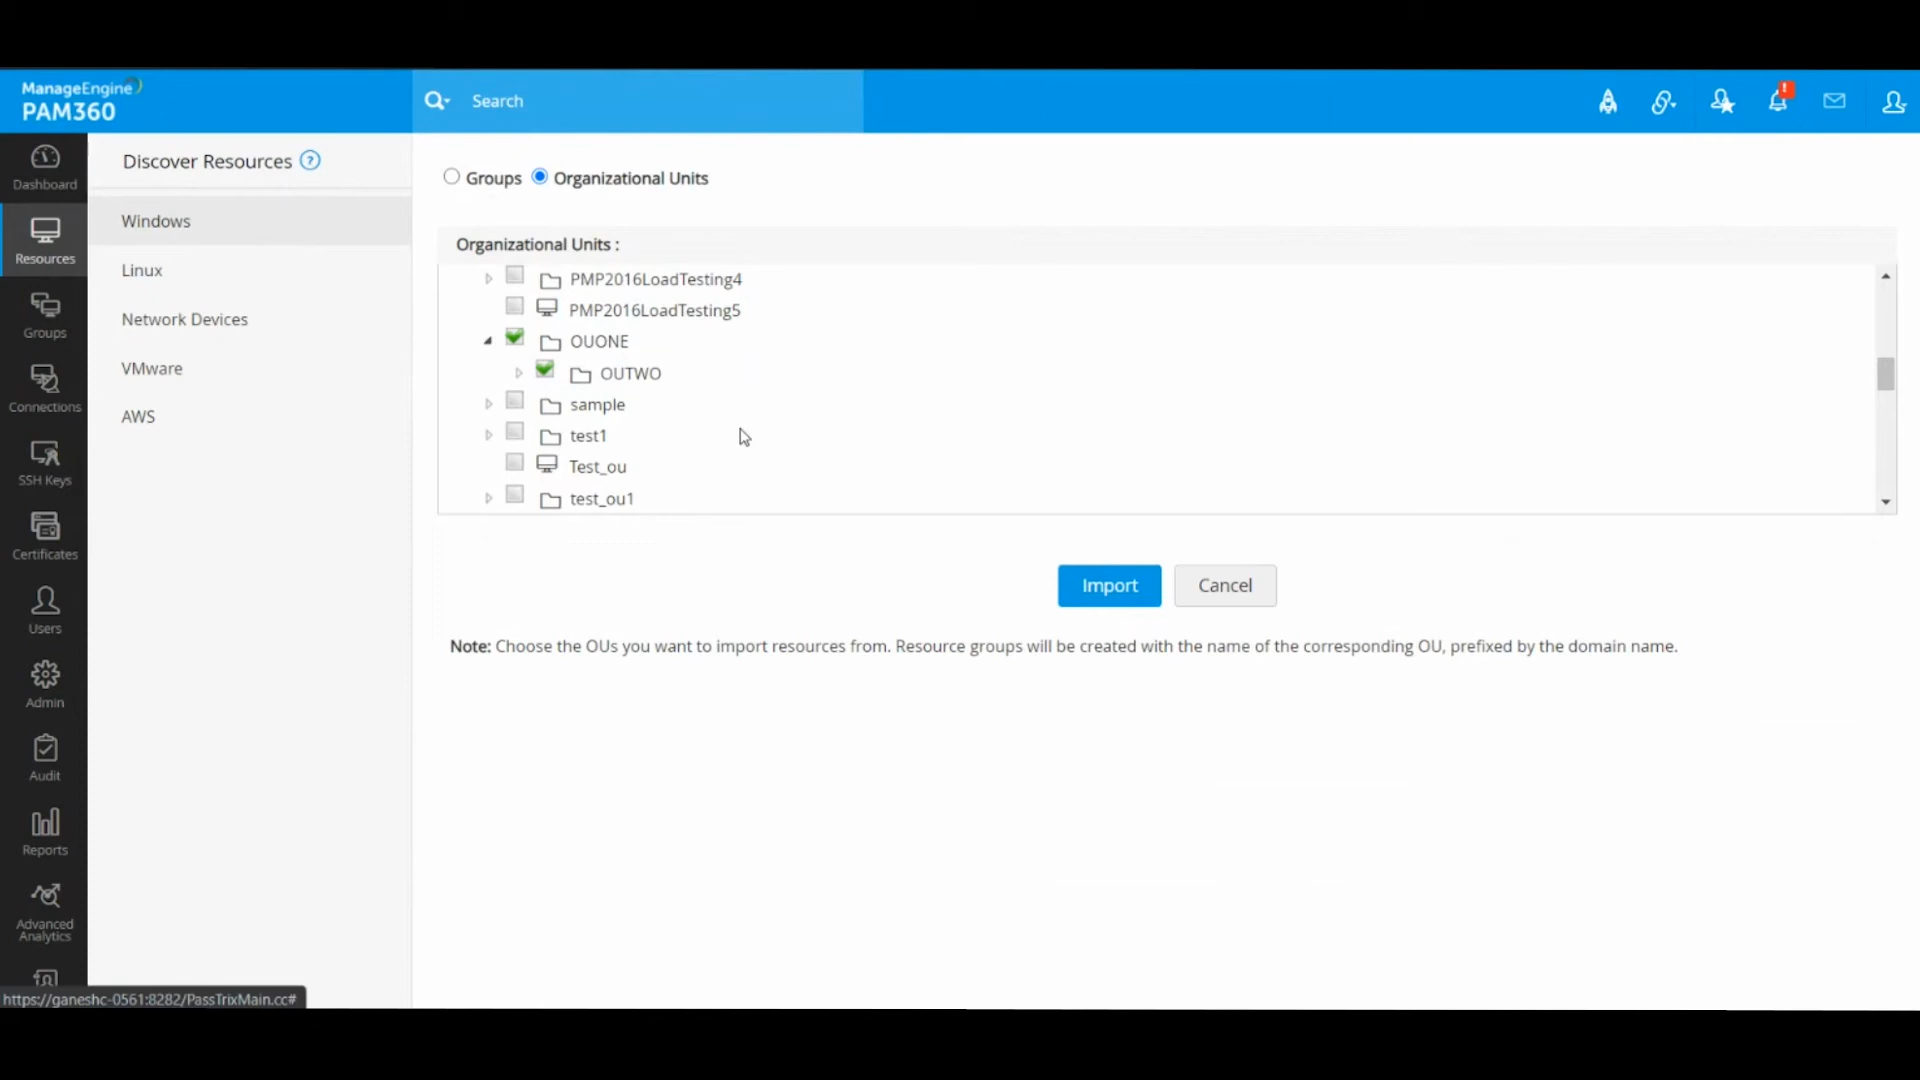 ManageEngine
PAM360
Search
!
Dashboard
Resources
Groups
Connections
SSH Keys
Certificates
Users
Admin
Audit
Reports
Advanced
Analytics
Discover Resources ?
Windows
Linux
Network Devices
VMware
AWS
Groups Organizational Units
Organizational Units :
PMP2016LoadTesting4
PMP2016LoadTesting5
OUONE
OUTWO
sample
test1
Test_ou
test_ou1
Import Cancel
Note: Choose the OUs you want to import resources from. Resource groups will be created with the name of the corresponding OU, prefixed by the domain name.
https://ganeshc-0561:8282/PassTrixMain.cc#